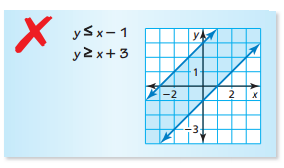 y ≤ x − 1
y ≥ x + 3
y
1
−2
2
x
−3